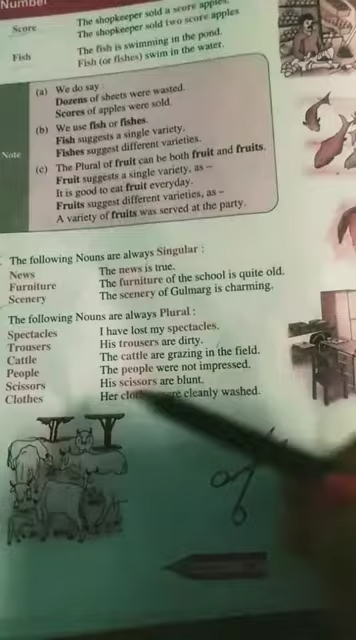 Number
Score
The shopkeeper sold a score apples.
The shopkeeper sold two score apples
Fish
The fish is swimming in the pond.
Fish (or fishes) swim in the water.
Note
(a) We do say :
Dozens of sheets were wasted.
Scores of apples were sold.
(b) We use fish or fishes.
Fish suggests a single variety.
Fishes suggest different varieties.
(c) The Plural of fruit can be both fruit and fruits.
Fruit suggests a single variety, as –
It is good to eat fruit everyday.
Fruits suggest different varieties, as –
A variety of fruits was served at the party.
The following Nouns are always Singular :
News The news is true.
Furniture The furniture of the school is quite old.
Scenery The scenery of Gulmarg is charming.
The following Nouns are always Plural :
Spectacles I have lost my spectacles.
Trousers His trousers are dirty.
Cattle The cattle are grazing in the field.
People The people were not impressed.
Scissors His scissors are blunt.
Clothes Her cleanly washed.